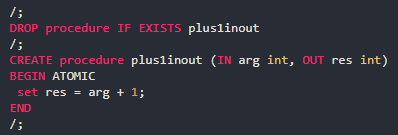 /;
DROP procedure IF EXISTS plus1inout
/;
CREATE procedure plus1inout (IN arg int, OUT res int)
BEGIN ATOMIC
 set res = arg + 1;
END
/;